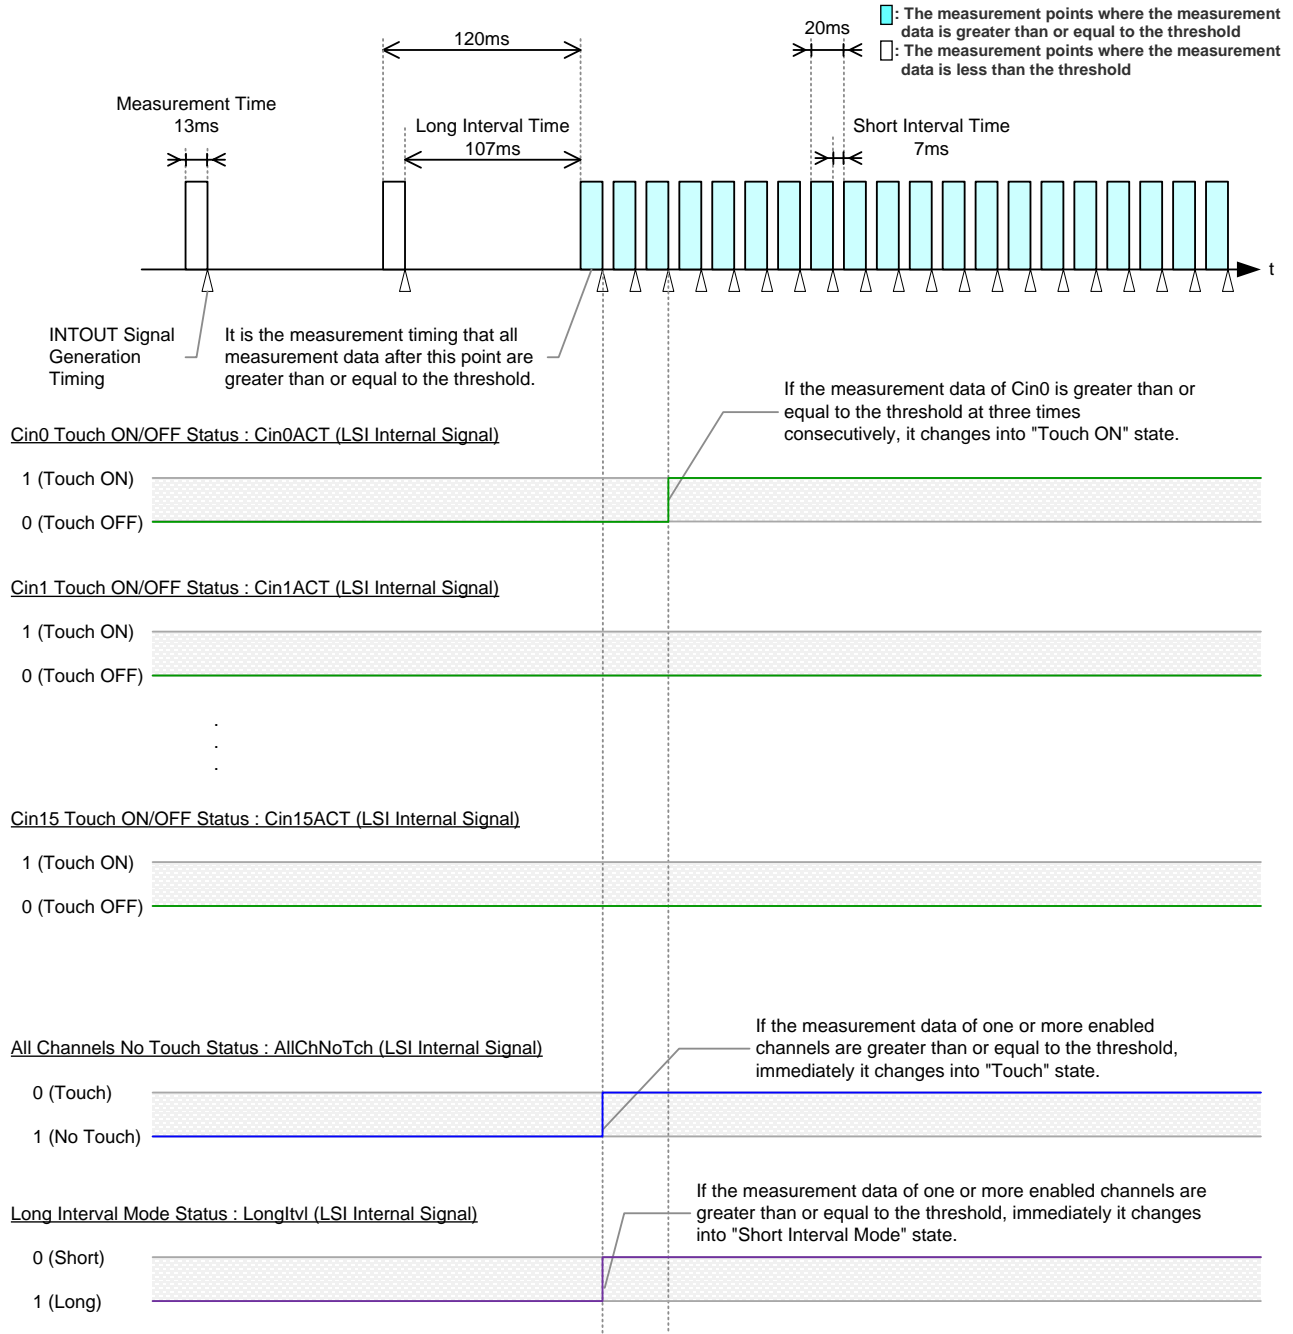 : The measurement points where the measurement
data is greater than or equal to the threshold
: The measurement points where the measurement
data is less than the threshold
120ms
20ms
Measurement Time
13ms
Long Interval Time
107ms
Short Interval Time
7ms
t
INTOUT Signal
Generation
Timing
It is the measurement timing that all
measurement data after this point are
greater than or equal to the threshold.
If the measurement data of Cin0 is greater than or
equal to the threshold at three times
consecutively, it changes into "Touch ON" state.
Cin0 Touch ON/OFF Status : Cin0ACT (LSI Internal Signal)
1 (Touch ON)
0 (Touch OFF)
Cin1 Touch ON/OFF Status : Cin1ACT (LSI Internal Signal)
1 (Touch ON)
0 (Touch OFF)
.
.
.
Cin15 Touch ON/OFF Status : Cin15ACT (LSI Internal Signal)
1 (Touch ON)
0 (Touch OFF)
If the measurement data of one or more enabled
channels are greater than or equal to the threshold,
immediately it changes into "Touch" state.
All Channels No Touch Status : AllChNoTch (LSI Internal Signal)
0 (Touch)
1 (No Touch)
If the measurement data of one or more enabled channels are
greater than or equal to the threshold, immediately it changes
into "Short Interval Mode" state.
Long Interval Mode Status : LongItvl (LSI Internal Signal)
0 (Short)
1 (Long)